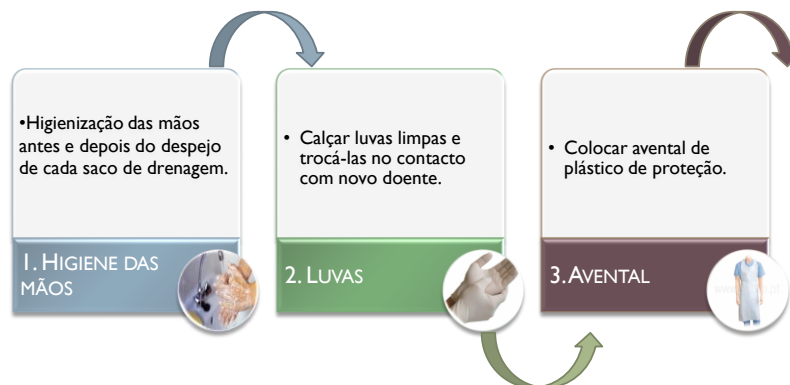 •Higienização das mãos
antes e depois do despejo
de cada saco de drenagem.
1. HIGIENE DAS
MÃOS
• Calçar luvas limpas e
trocá-las no contacto
com novo doente.
2. LUVAS
• Colocar avental de
plástico de proteção.
3. AVENTAL